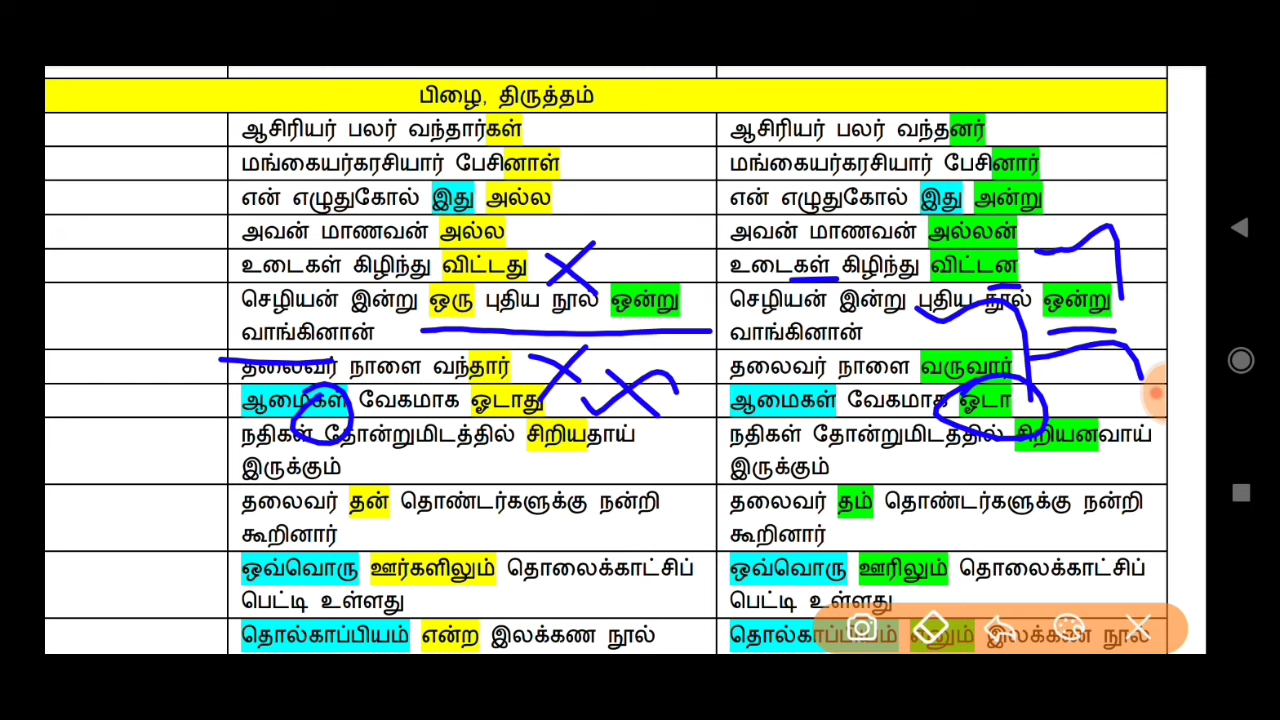 பிழை, திருத்தம்
ஆசிரியர் பலர் வந்தார்கள்
ஆசிரியர் பலர் வந்தனர்
மங்கையர்கரசியார் பேசினாள்
மங்கையர்கரசியார் பேசினார்
என் எழுதுகோல் இது அல்ல
என் எழுதுகோல் இது அன்று
அவன் மாணவன் அல்ல
அவன் மாணவன் அல்லன்
உடைகள் கிழிந்து விட்டது
உடைகள் கிழிந்து விட்டன
செழியன் இன்று ஒரு புதிய நூல் ஒன்று
வாங்கினான்
செழியன் இன்று புதிய நூல் ஒன்று
வாங்கினான்
தலைவர் நாளை வந்தார்
தலைவர் நாளை வருவார்
ஆமைகள் வேகமாக ஓடாது
ஆமைகள் வேகமாக ஓடா
நதிகள் தோன்றுமிடத்தில் சிறியதாய்
இருக்கும்
நதிகள் தோன்றுமிடத்தில் சிறியனவாய்
இருக்கும்
தலைவர் தன் தொண்டர்களுக்கு நன்றி
கூறினார்
தலைவர் தம் தொண்டர்களுக்கு நன்றி
கூறினார்
ஒவ்வொரு ஊர்களிலும் தொலைக்காட்சிப்
பெட்டி உள்ளது
ஒவ்வொரு ஊரிலும் தொலைக்காட்சிப்
பெட்டி உள்ளது
தொல்காப்பியம் என்ற இலக்கண நூல்
தொல்காப்பியம் எனும் இலக்கண நூல்